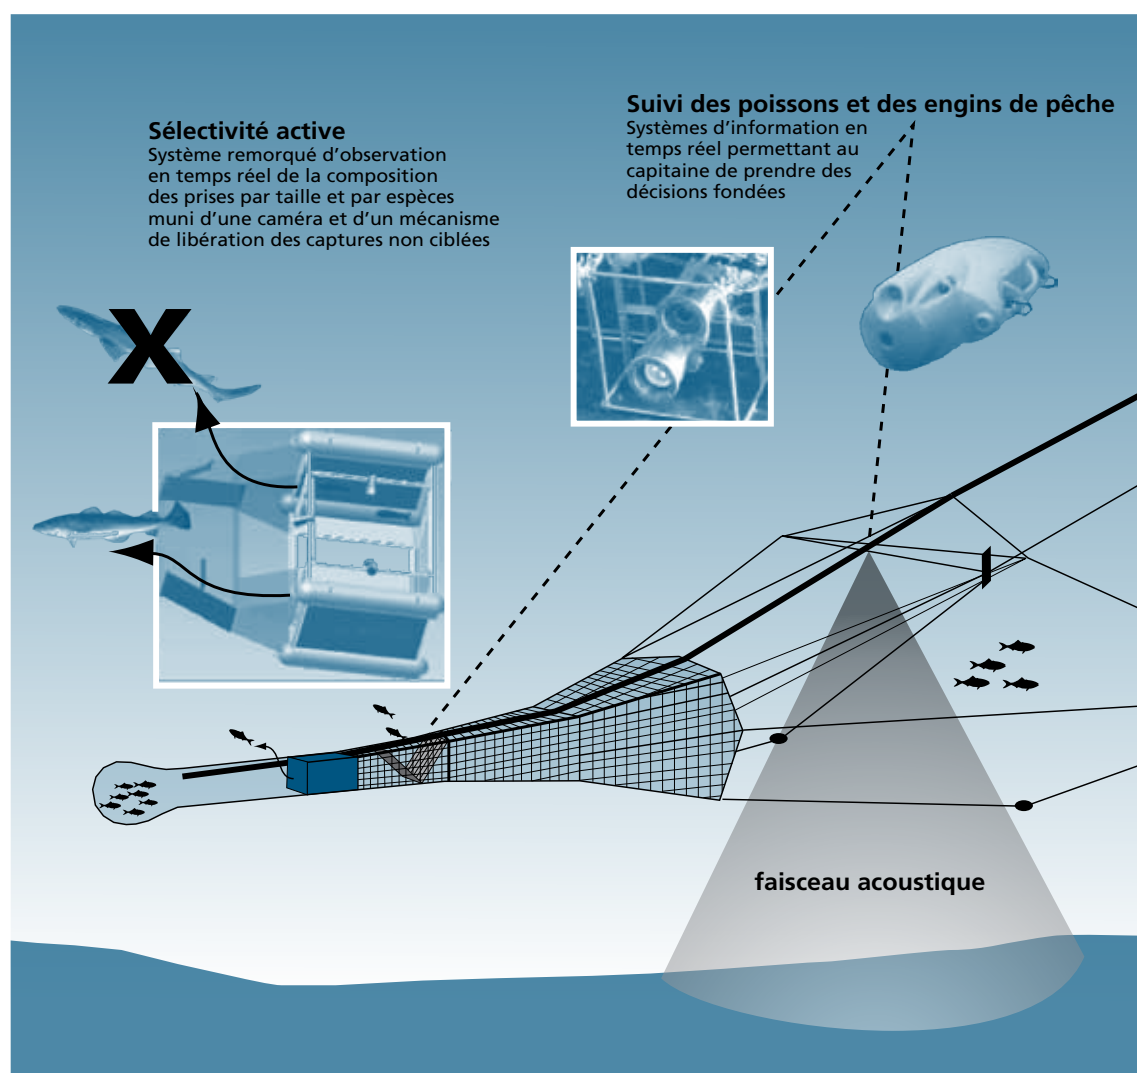 Sélectivité active
Système remorqué d’observation
en temps réel de la composition
des prises par taille et par espèces
muni d’une caméra et d’un mécanisme
de libération des captures non ciblées
Suivi des poissons et des engins de pêche
Systèmes d’information en
temps réel permettant au
capitaine de prendre des
décisions fondées
X
faisceau acoustique